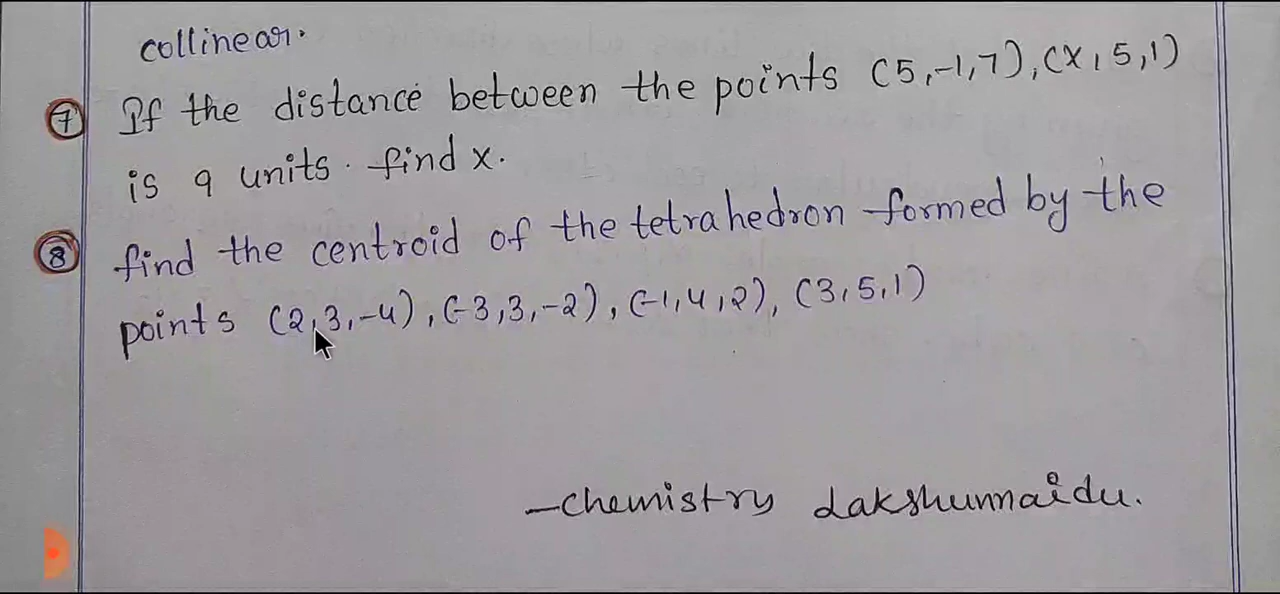 collinear.
7 If the distance between the points (5,-1,7), (x, 5,1)
is 9 units. find x.
8 find the centroid of the tetrahedron formed by the
points (2,3,-4), (-3,3,-2), (-1,4,2), (3,5,1)
-chemistry Lakshunnaidu.